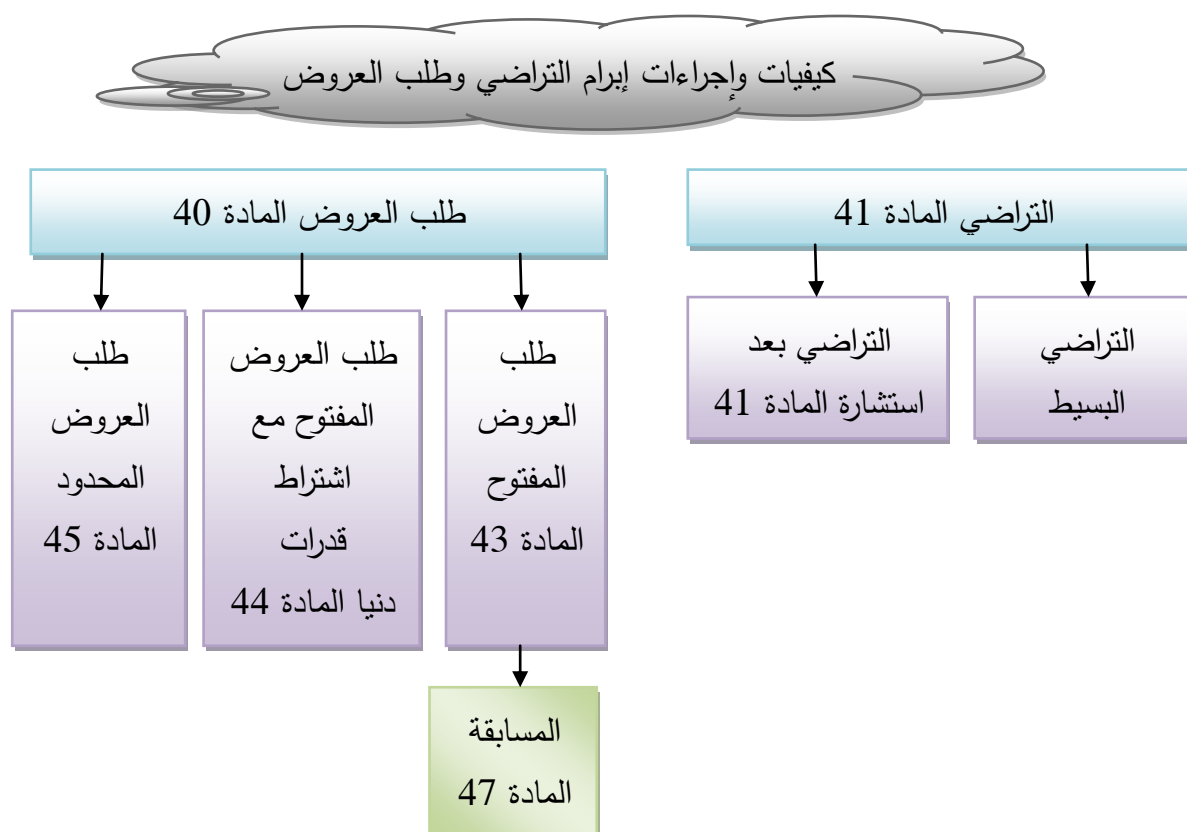 كيفيات وإجراءات إبرام التراضي وطلب العروض
التراضي المادة 41
طلب العروض المادة 40
التراضي
البسيط
التراضي بعد
استشارة المادة 41
طلب
العروض
المفتوح
المادة 43
طلب العروض
المفتوح مع
اشتراط
قدرات
دنيا المادة 44
طلب
العروض
المحدود
المادة 45
المسابقة
المادة 47